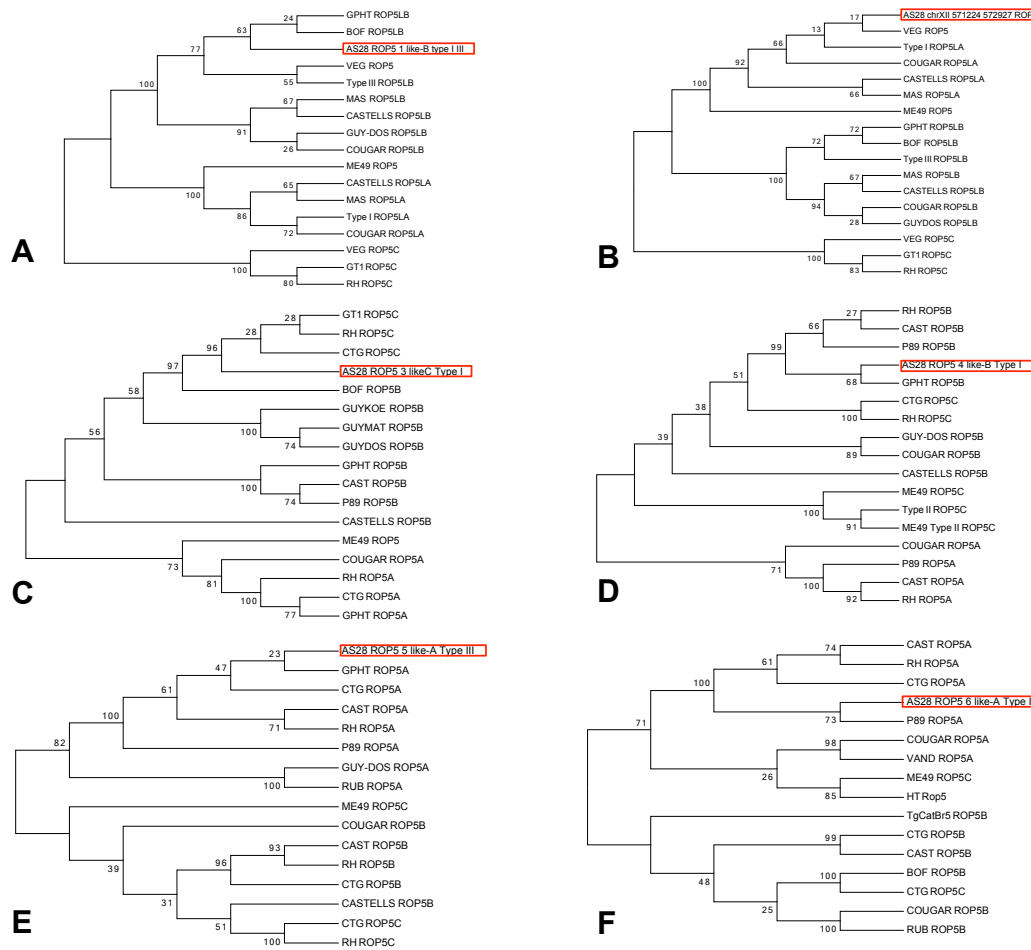 24
GPHT ROP5LB
63
BOF ROP5LB
77
AS28 ROP5 1 like-B type I III
100
VEG ROP5
55
Type III ROP5LB
67
MAS ROP5LB
CASTELLS ROP5LB
91
GUY-DOS ROP5LB
26
COUGAR ROP5LB
ME49 ROP5
100
65
CASTELLS ROP5LA
MAS ROP5LA
86
Type I ROP5LA
72
COUGAR ROP5LA
VEG ROP5C
100
GT1 ROP5C
80
RH ROP5C
A
17
AS28 chrXII 571224 572927 ROP
13
VEG ROP5
66
Type I ROP5LA
92
COUGAR ROP5LA
CASTELLS ROP5LA
100
66
MAS ROP5LA
ME49 ROP5
72
GPHT ROP5LB
72
BOF ROP5LB
Type III ROP5LB
100
67
MAS ROP5LB
CASTELLS ROP5LB
94
COUGAR ROP5LB
28
GUYDOS ROP5LB
VEG ROP5C
100
GT1 ROP5C
83
RH ROP5C
B
28
GT1 ROP5C
28
RH ROP5C
96
CTG ROP5C
97
AS28 ROP5 3 likeC Type I
58
BOF ROP5B
GUYKOE ROP5B
56
100
GUYMAT ROP5B
74
GUYDOS ROP5B
GPHT ROP5B
100
CAST ROP5B
74
P89 ROP5B
CASTELLS ROP5B
ME49 ROP5
73
COUGAR ROP5A
81
RH ROP5A
100
CTG ROP5A
77
GPHT ROP5A
C
27
RH ROP5B
66
CAST ROP5B
99
P89 ROP5B
51
AS28 ROP5 4 like-B Type I
68
GPHT ROP5B
38
CTG ROP5C
100
RH ROP5C
39
GUY-DOS ROP5B
89
COUGAR ROP5B
CASTELLS ROP5B
ME49 ROP5C
100
Type II ROP5C
91
ME49 Type II ROP5C
COUGAR ROP5A
71
P89 ROP5A
100
CAST ROP5A
92
RH ROP5A
D
23
AS28 ROP5 5 like-A Type III
47
GPHT ROP5A
61
CTG ROP5A
100
CAST ROP5A
71
RH ROP5A
82
P89 ROP5A
GUY-DOS ROP5A
100
RUB ROP5A
ME49 ROP5C
COUGAR ROP5B
39
93
CAST ROP5B
96
RH ROP5B
31
CTG ROP5B
CASTELLS ROP5B
51
CTG ROP5C
100
RH ROP5C
E
74
CAST ROP5A
61
RH ROP5A
100
CTG ROP5A
71
AS28 ROP5 6 like-A Type I
73
P89 ROP5A
98
COUGAR ROP5A
VAND ROP5A
26
ME49 ROP5C
85
HT Rop5
TgCatBr5 ROP5B
99
CTG ROP5B
CAST ROP5B
48
100
BOF ROP5B
CTG ROP5C
25
COUGAR ROP5B
100
RUB ROP5B
F